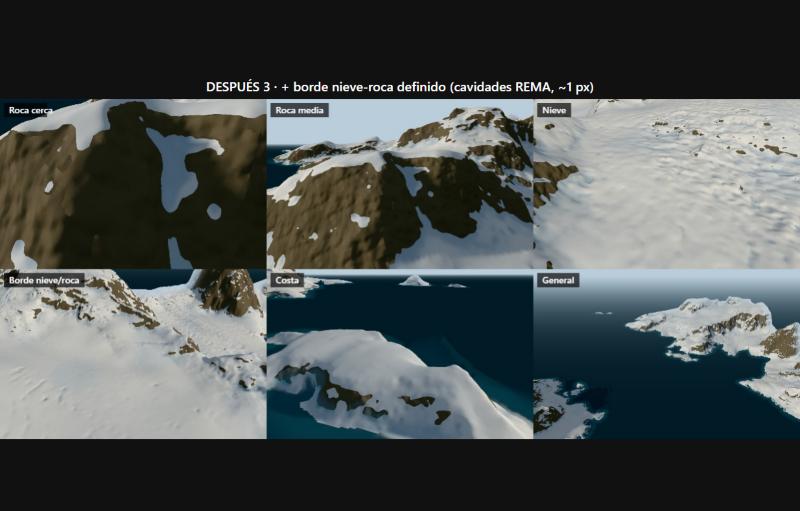 DESPUÉS 3 · + borde nieve-roca definido (cavidades REMA, ~1 px)
Roca cerca
Roca media
Nieve
Borde nieve/roca
Costa
General